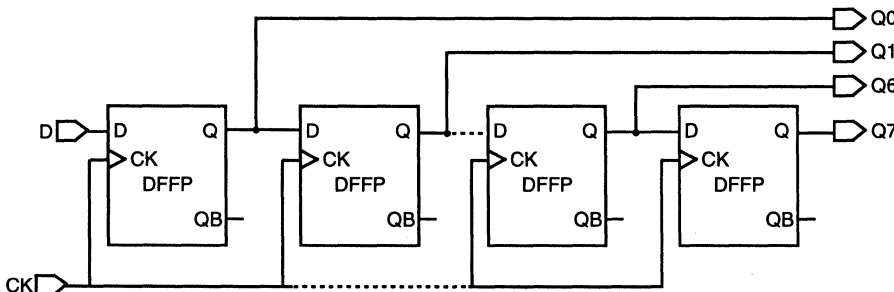 Q0
Q1
Q6
D D Q D Q D Q D Q Q7
CK CK CK CK
DFFP DFFP DFFP DFFP
QB QB QB QB
CK